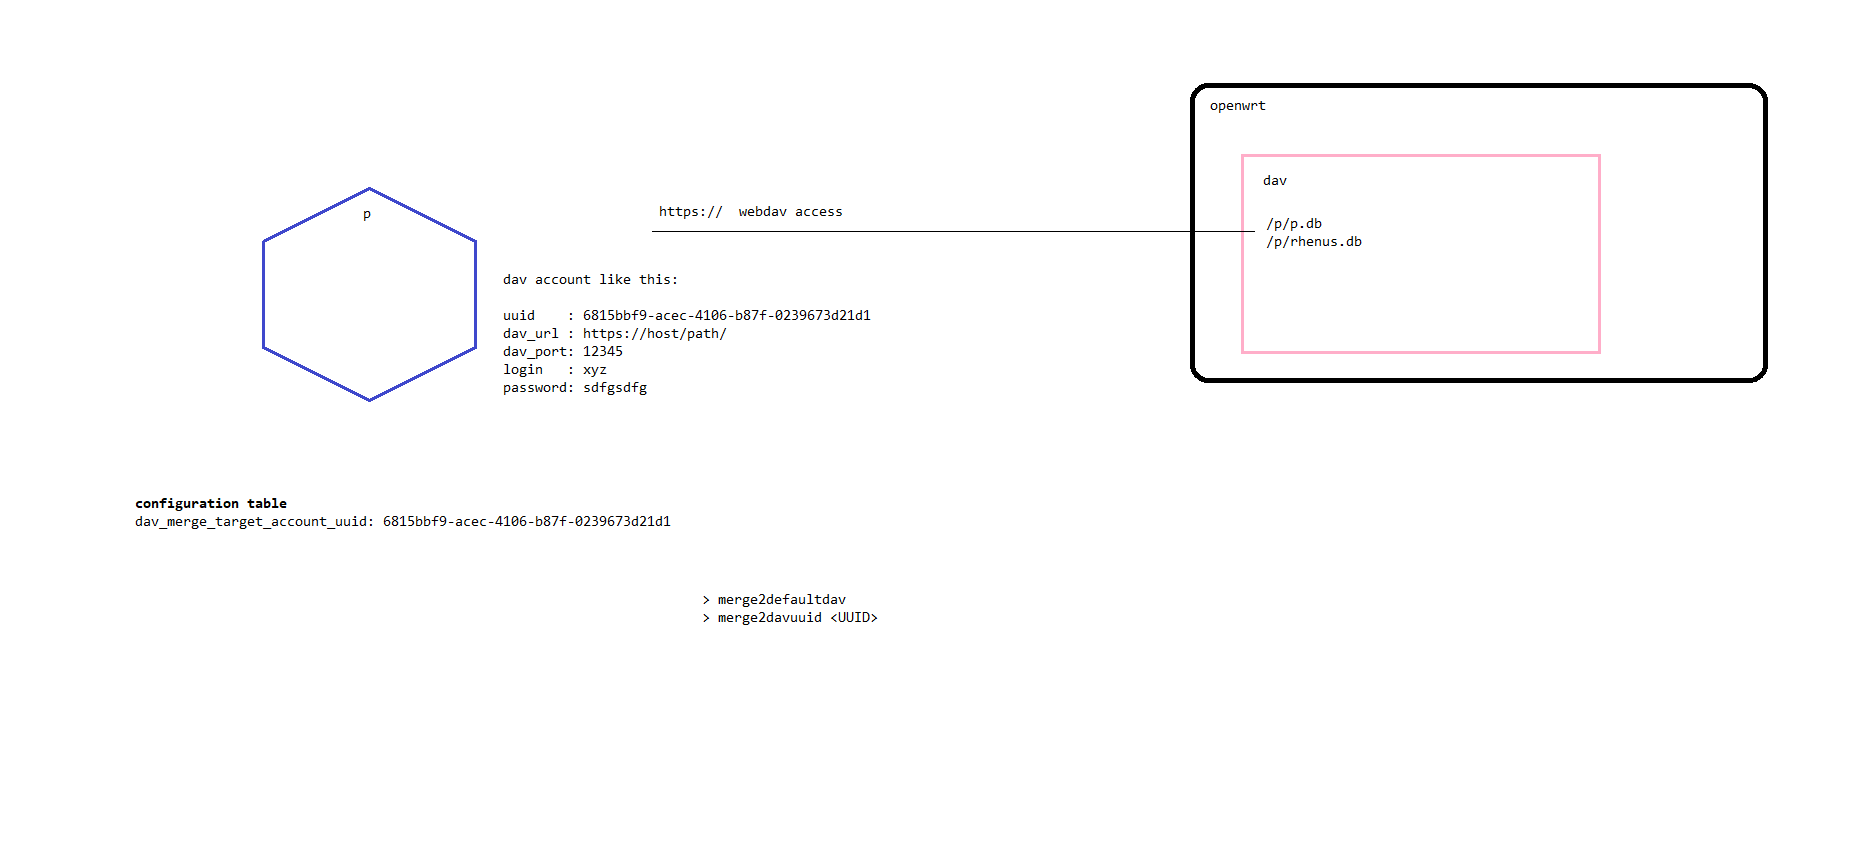 openwrt
dav
p
https://  webdav access
/p/p.db
/p/rhenus.db
dav account like this:
uuid    : 6815bbf9-acec-4106-b87f-0239673d21d1
dav_url : https://host/path/
dav_port: 12345
login   : xyz
password: sdfgsdfg
configuration table
dav_merge_target_account_uuid: 6815bbf9-acec-4106-b87f-0239673d21d1
> merge2defaultdav
> merge2davuuid <UUID>